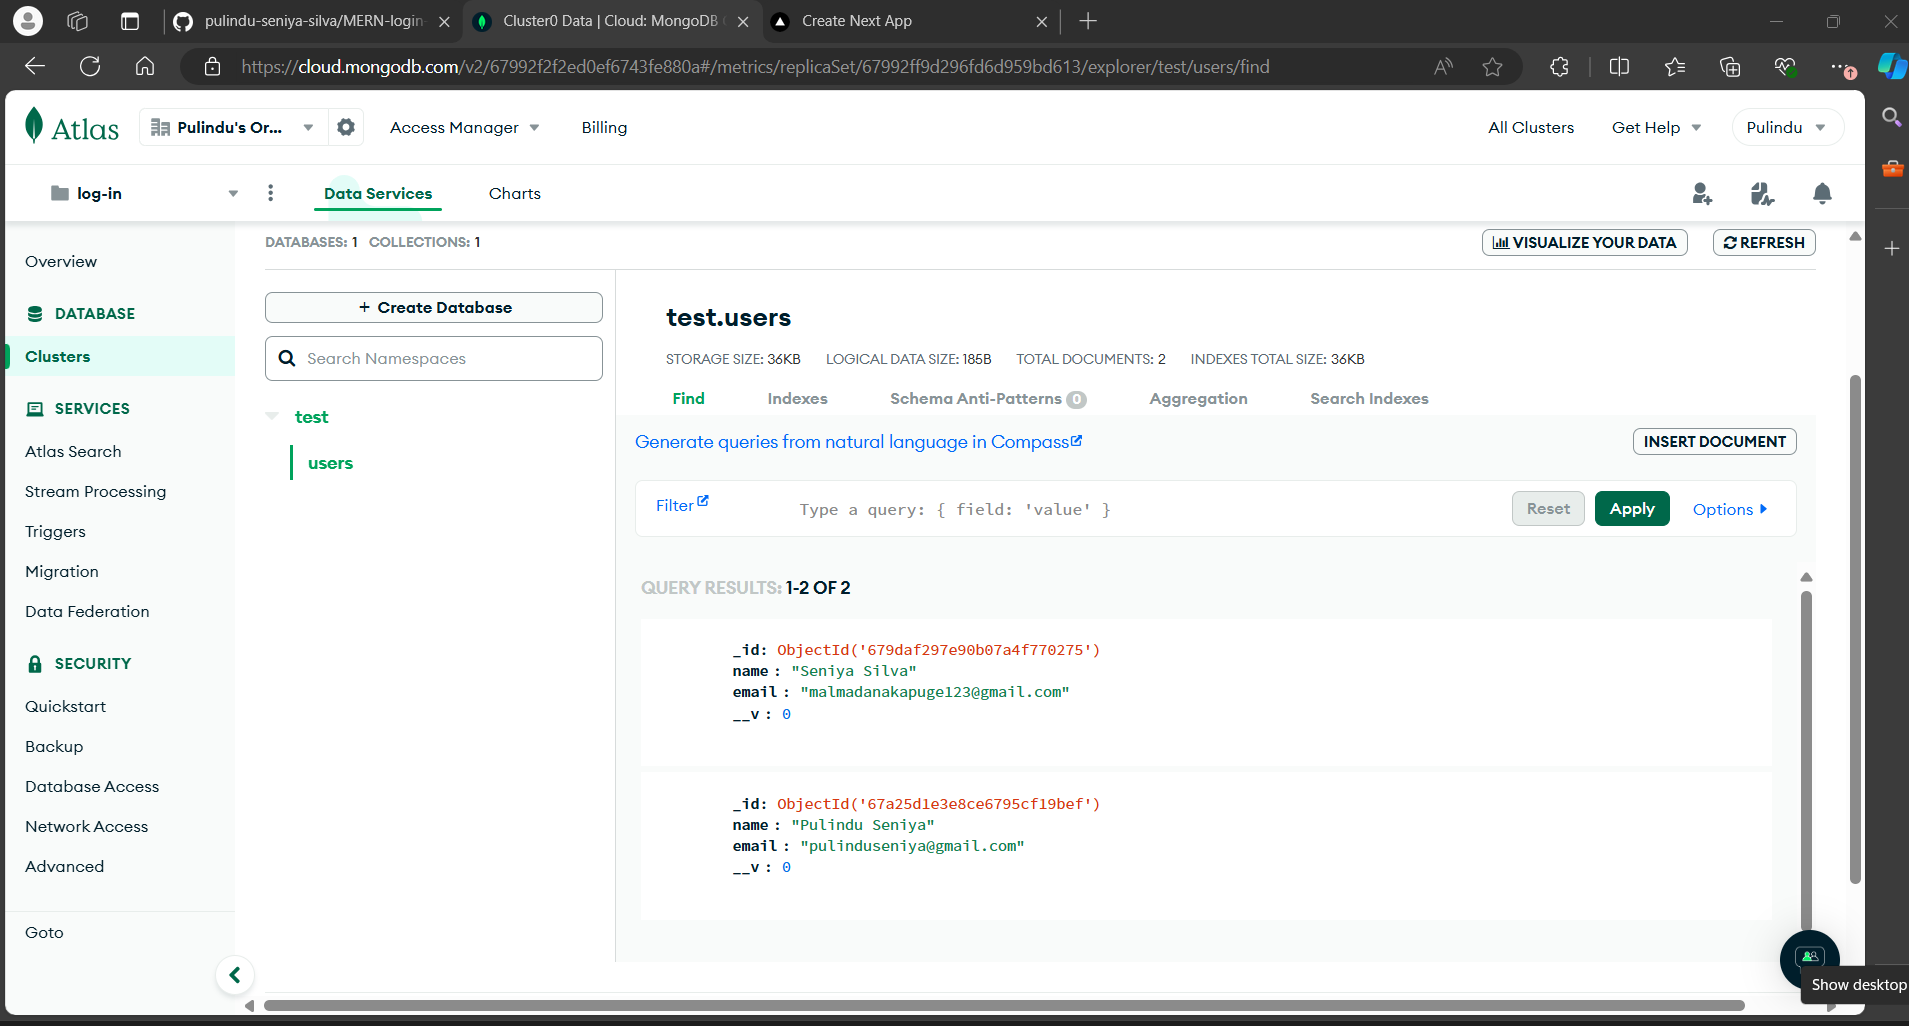 pulindu-seniya-silva/MERN-login-
Cluster0 Data | Cloud: MongoDB C
Create Next App
https://cloud.mongodb.com/v2/67992f2f2ed0ef6743fe880a#/metrics/replicaSet/67992ff9d296fd6d959bd613/explorer/test/users/find
Atlas
Pulindu's Or...
Access Manager
Billing
All Clusters
Get Help
Pulindu
log-in
Data Services
Charts
Overview
DATABASE
Clusters
SERVICES
Atlas Search
Stream Processing
Triggers
Migration
Data Federation
SECURITY
Quickstart
Backup
Database Access
Network Access
Advanced
Goto
DATABASES: 1 COLLECTIONS: 1
VISUALIZE YOUR DATA
REFRESH
+ Create Database
Search Namespaces
test
users
test.users
STORAGE SIZE: 36KB LOGICAL DATA SIZE: 185B TOTAL DOCUMENTS: 2 INDEXES TOTAL SIZE: 36KB
Find Indexes Schema Anti-Patterns 0 Aggregation Search Indexes
Generate queries from natural language in Compass
INSERT DOCUMENT
Filter
Type a query: { field: 'value' }
Reset
Apply
Options
QUERY RESULTS: 1-2 OF 2
_id: ObjectId('679daf297e90b07a4f770275')
name : "Seniya Silva"
email : "malmadanakapuge123@gmail.com"
__v : 0
_id: ObjectId('67a25d1e3e8ce6795cf19bef')
name : "Pulindu Seniya"
email : "pulinduseniya@gmail.com"
__v : 0
Show desktop